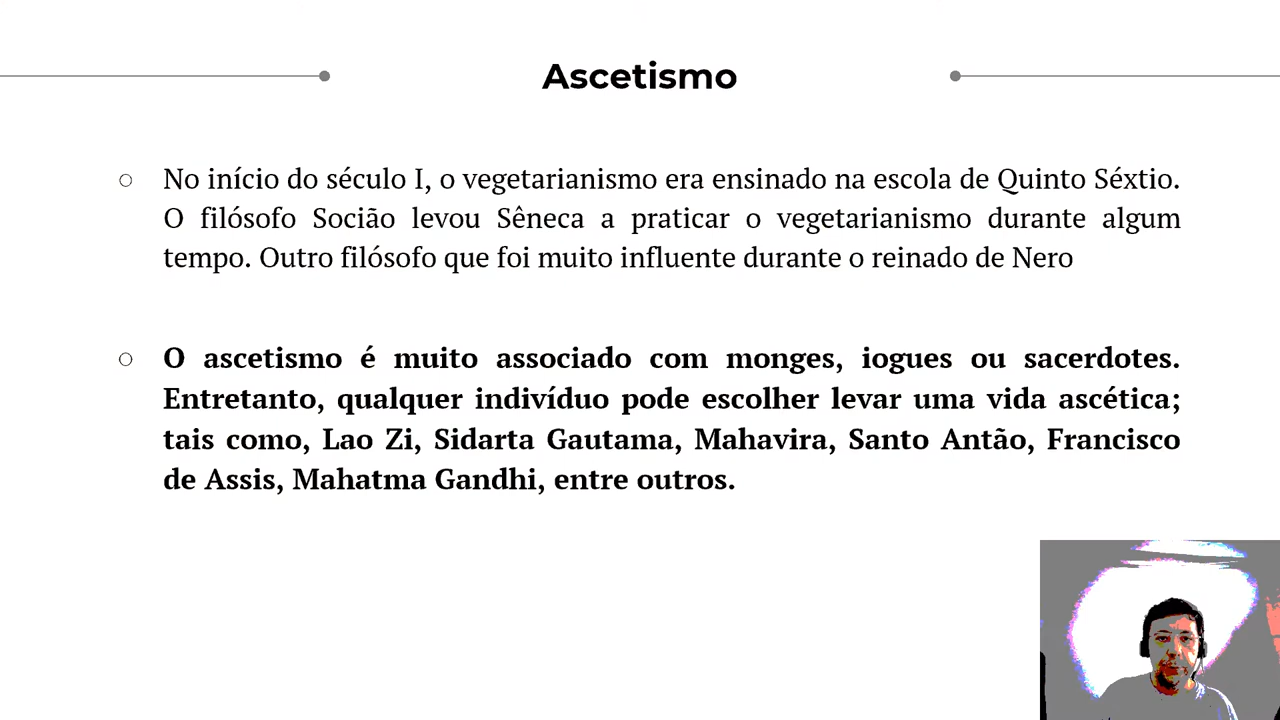 Ascetismo
No início do século I, o vegetarianismo era ensinado na escola de Quinto Séxtio.
O filósofo Socião levou Sêneca a praticar o vegetarianismo durante algum
tempo. Outro filósofo que foi muito influente durante o reinado de Nero
O ascetismo é muito associado com monges, iogues ou sacerdotes.
Entretanto, qualquer indivíduo pode escolher levar uma vida ascética;
tais como, Lao Zi, Sidarta Gautama, Mahavira, Santo Antão, Francisco
de Assis, Mahatma Gandhi, entre outros.